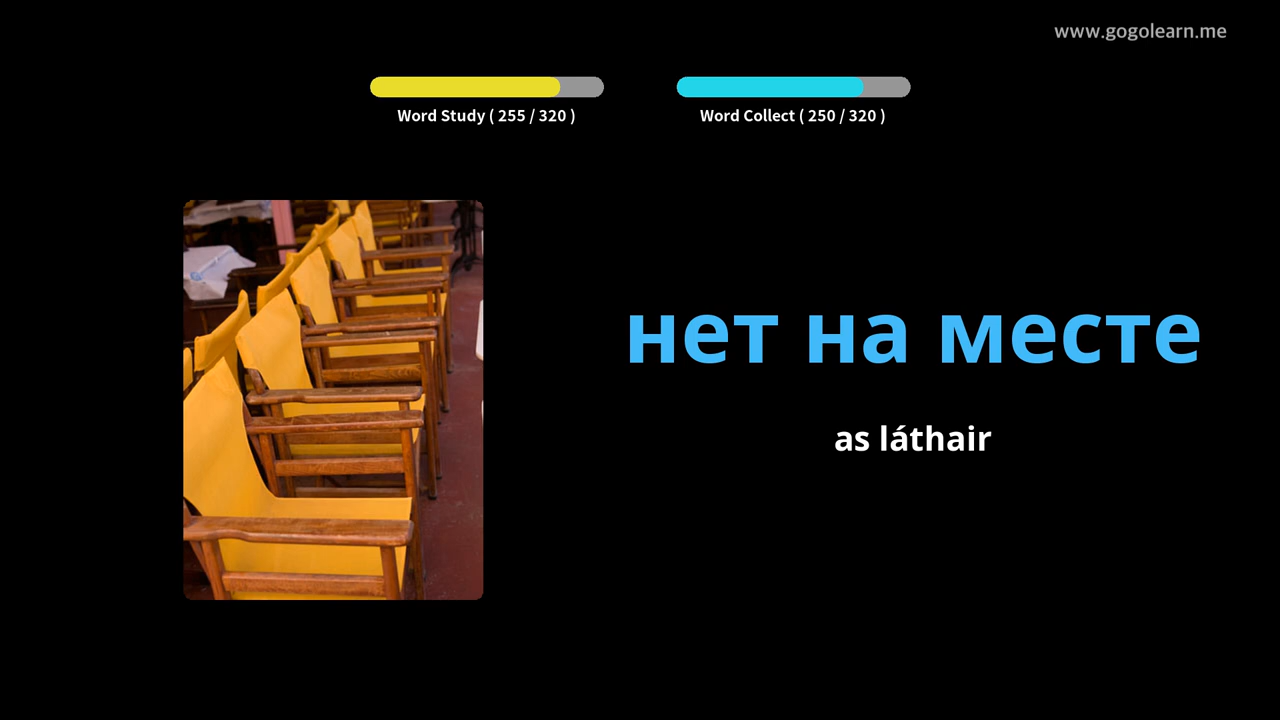 www.gogolearn.me
Word Study ( 255 / 320 )
Word Collect ( 250 / 320 )
нет на месте
as láthair